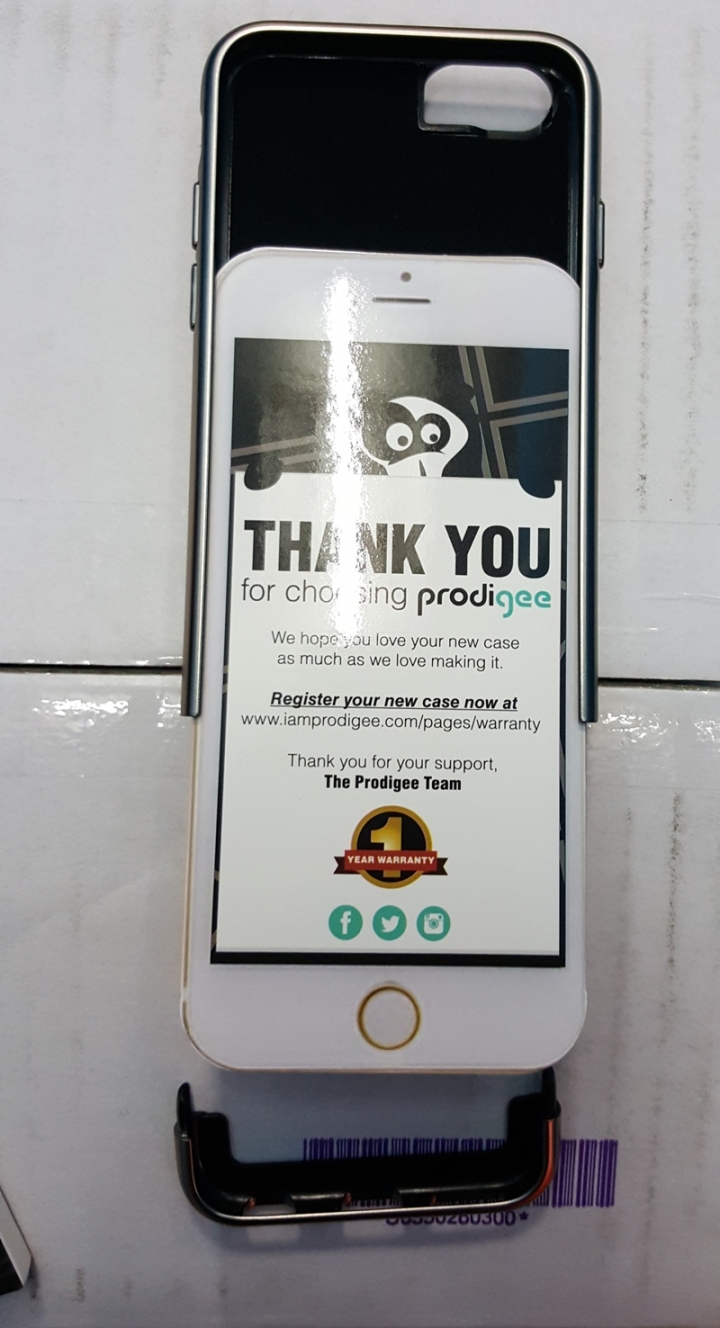 THANK YOU
for choosing prodigee
We hope you love your new case
as much as we love making it.
Register your new case now at
www.iamprodigee.com/pages/warranty
Thank you for your support,
The Prodigee Team
1
YEAR WARRANTY